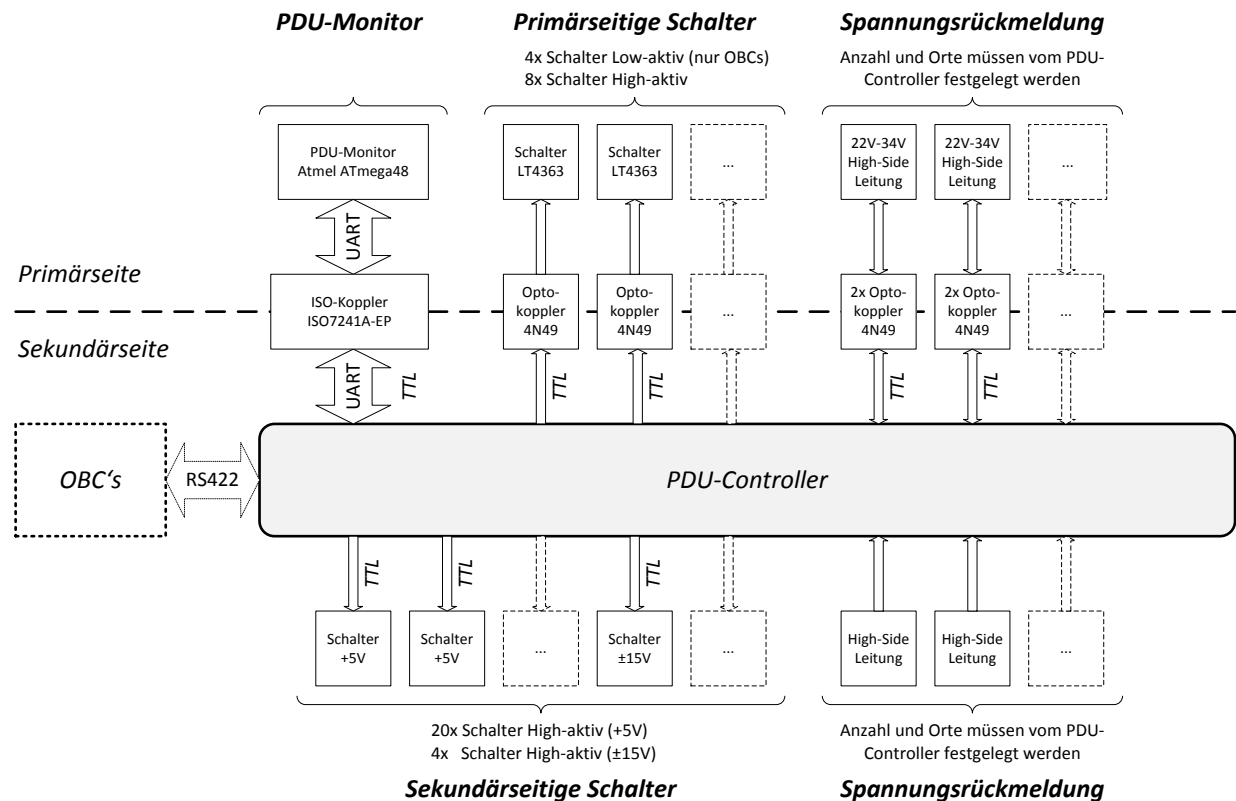 PDU-Monitor
Primärseitige Schalter
Spannungsrückmeldung
4x Schalter Low-aktiv (nur OBCs)
8x Schalter High-aktiv
Anzahl und Orte müssen vom PDU-
Controller festgelegt werden
PDU-Monitor
Atmel ATmega48
Schalter
LT4363
Schalter
LT4363
...
22V-34V
High-Side
Leitung
22V-34V
High-Side
Leitung
...
UART
Primärseite
ISO-Koppler
ISO7241A-EP
Opto-
koppler
4N49
Opto-
koppler
4N49
...
2x Opto-
koppler
4N49
2x Opto-
koppler
4N49
...
Sekundärseite
UART
TTL
TTL
TTL
TTL
TTL
OBC‘s
RS422
PDU-Controller
TTL
TTL
TTL
Schalter
+5V
Schalter
+5V
...
Schalter
±15V
...
High-Side
Leitung
High-Side
Leitung
...
20x Schalter High-aktiv (+5V)
4x Schalter High-aktiv (±15V)
Anzahl und Orte müssen vom PDU-
Controller festgelegt werden
Sekundärseitige Schalter
Spannungsrückmeldung